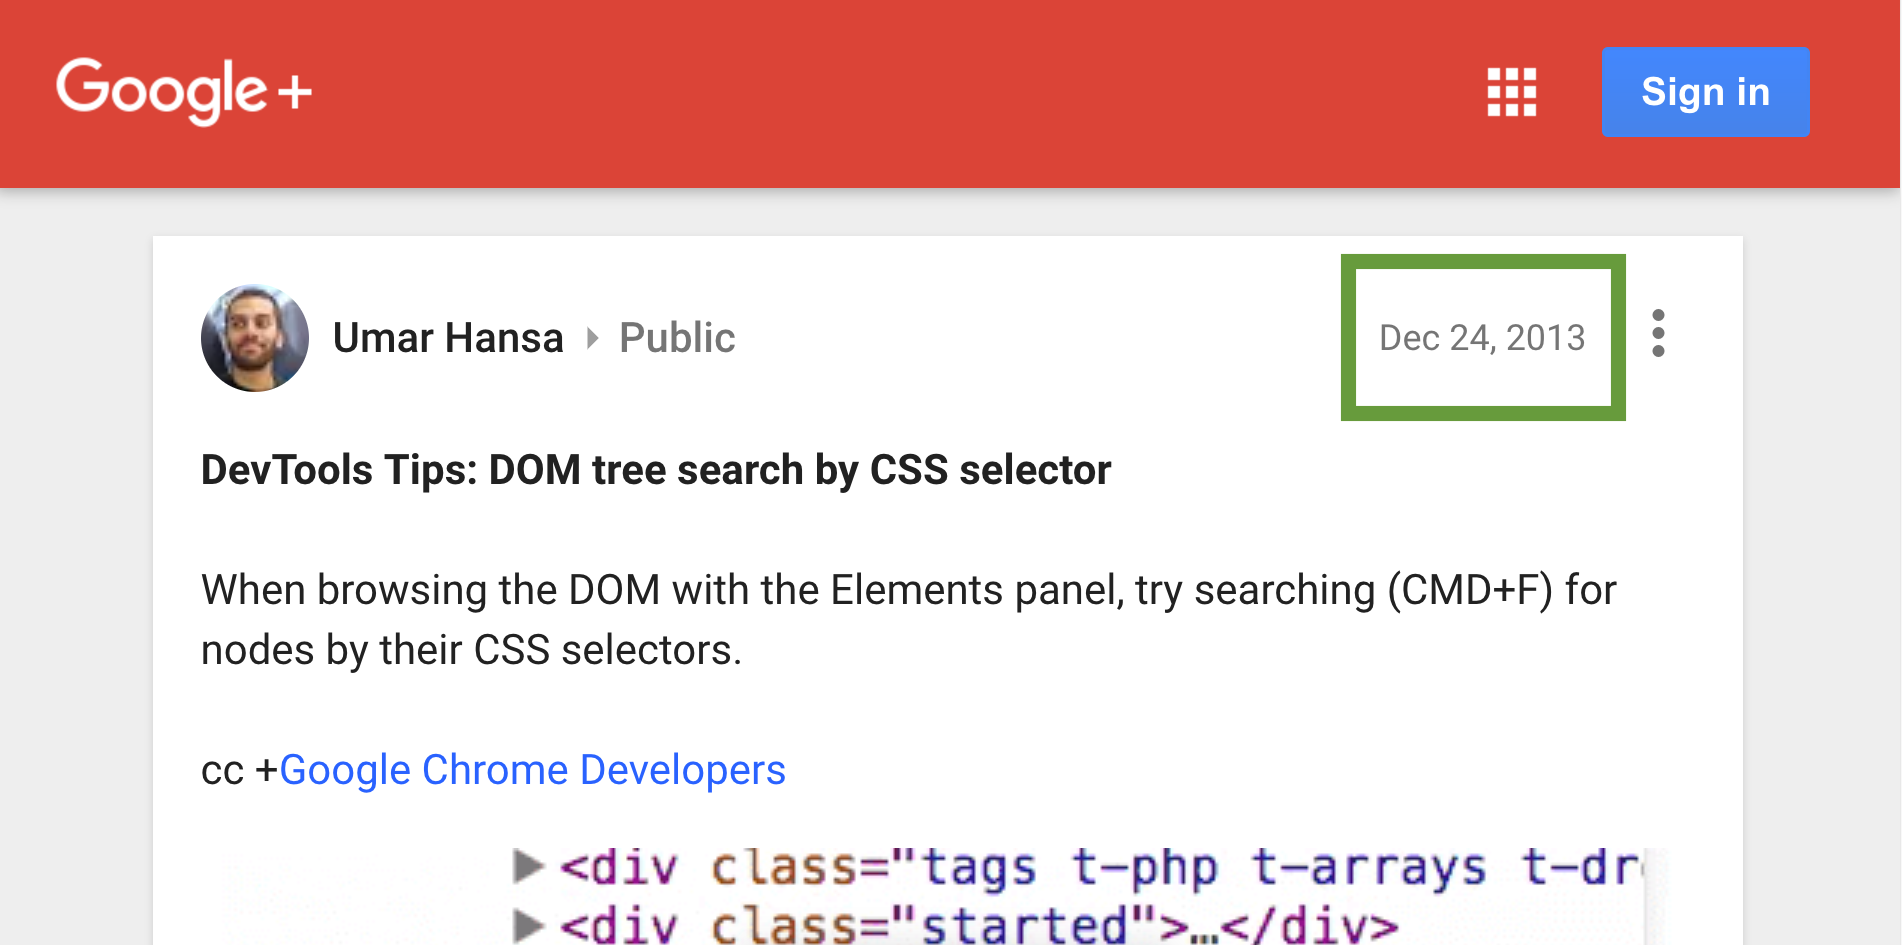 Google+
Sign in
Umar Hansa Public
Dec 24, 2013
DevTools Tips: DOM tree search by CSS selector
When browsing the DOM with the Elements panel, try searching (CMD+F) for
nodes by their CSS selectors.
cc +Google Chrome Developers
<div class="tags t-php t-arrays t-dr
<div class="started">…</div>